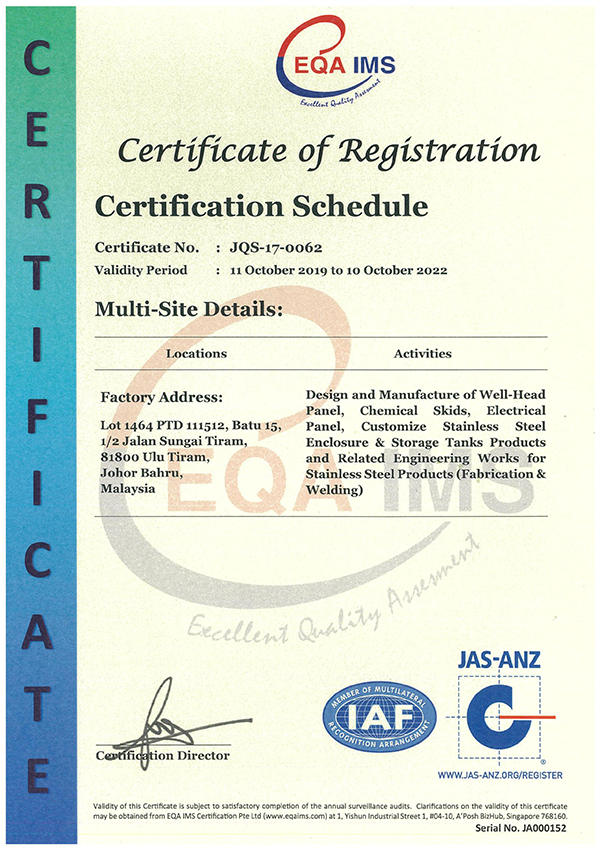 CERTIFICATE
EQA IMS
Excellent Quality Assessment
Certificate of Registration
Certification Schedule
Certificate No. : JQS-17-0062
Validity Period : 11 October 2019 to 10 October 2022
Multi-Site Details:
Locations Activities
Factory Address:
Lot 1464 PTD 111512, Batu 15,
1/2 Jalan Sungai Tiram,
81800 Ulu Tiram,
Johor Bahru,
Malaysia
Design and Manufacture of Well-Head
Panel, Chemical Skids, Electrical
Panel, Customize Stainless Steel
Enclosure & Storage Tanks Products
and Related Engineering Works for
Stainless Steel Products (Fabrication &
Welding)
EQA IMS
Excellent Quality Assessment
Certification Director
MEMBER OF MULTILATERAL
IAF
RECOGNITION ARRANGEMENT
JAS-ANZ
®
WWW.JAS-ANZ.ORG/REGISTER
Validity of this Certificate is subject to satisfactory completion of the annual surveillance audits. Clarifications on the validity of this certificate
may be obtained from EQA IMS Certification Pte Ltd (www.eqaims.com) at 1, Yishun Industrial Street 1, #04-10, A'Posh BizHub, Singapore 768160.
Serial No. JA000152